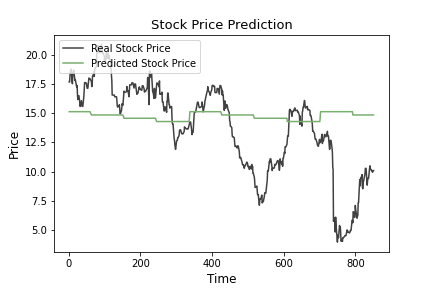 Stock Price Prediction
Real Stock Price
Predicted Stock Price
20.0
17.5
15.0
12.5
10.0
7.5
5.0
Price
0 200 400 600 800
Time